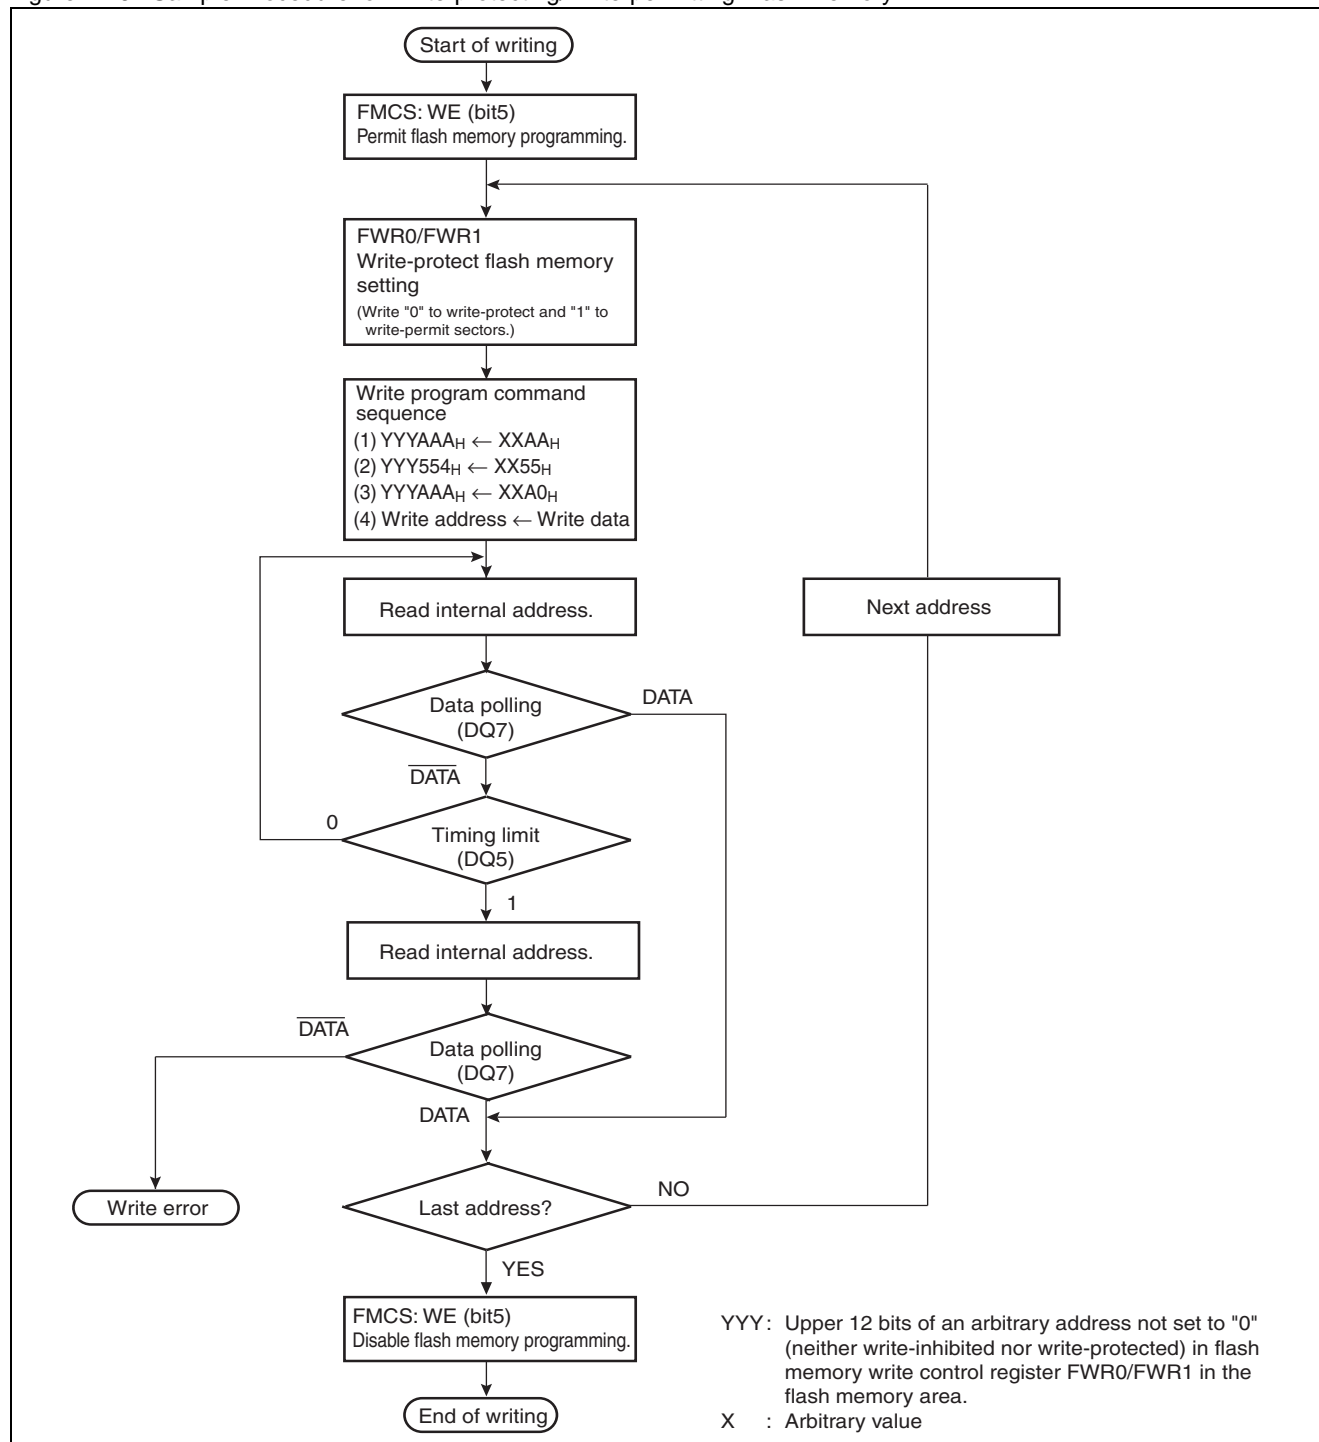 Start of writing
FMCS: WE (bit5)
Permit flash memory programming.
FWR0/FWR1
Write-protect flash memory
setting
(Write "0" to write-protect and "1" to
write-permit sectors.)
Write program command
sequence
(1) YYYAAAH ← XXAAH
(2) YYY554H ← XX55H
(3) YYYAAAH ← XXA0H
(4) Write address ← Write data
Read internal address.
Next address
Data polling
(DQ7)
DATA
D̅A̅T̅A̅
0
Timing limit
(DQ5)
1
Read internal address.
D̅A̅T̅A̅
Data polling
(DQ7)
DATA
Write error
Last address?
NO
YES
FMCS: WE (bit5)
Disable flash memory programming.
End of writing
YYY : Upper 12 bits of an arbitrary address not set to "0"
(neither write-inhibited nor write-protected) in flash
memory write control register FWR0/FWR1 in the
flash memory area.
X : Arbitrary value